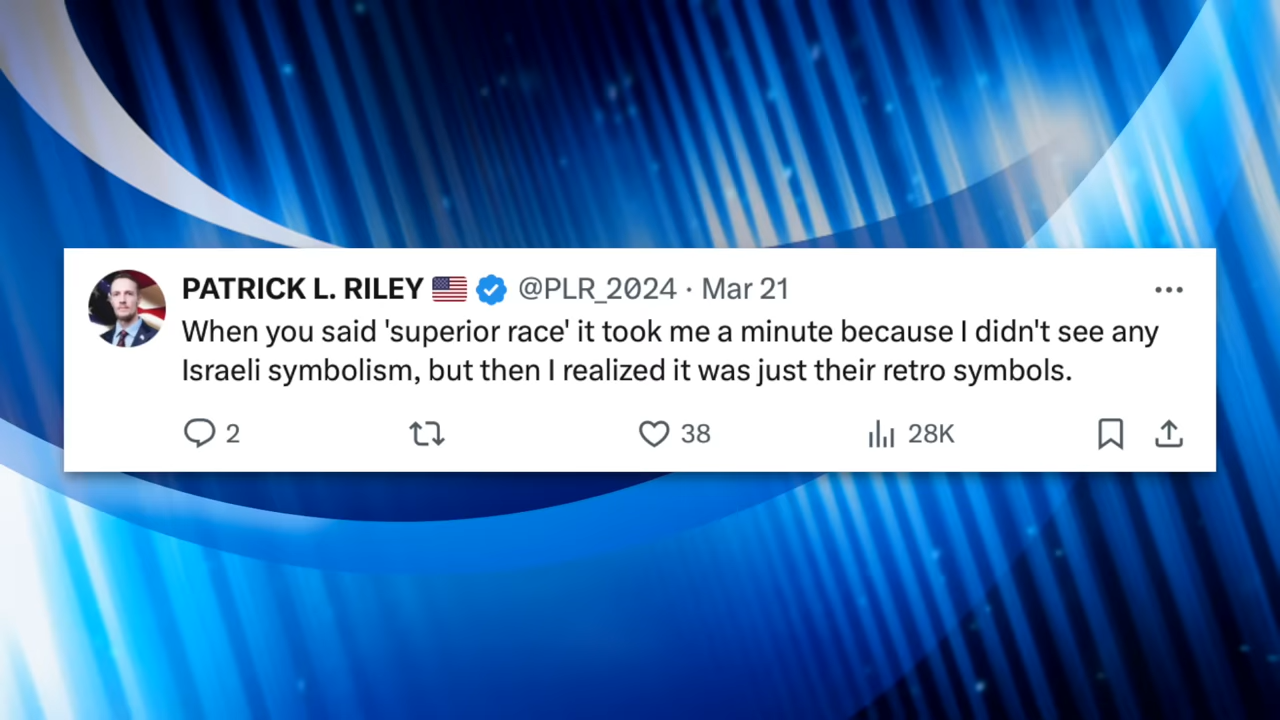 PATRICK L. RILEY 🇺🇸 @PLR_2024 · Mar 21
When you said 'superior race' it took me a minute because I didn't see any
Israeli symbolism, but then I realized it was just their retro symbols.
2 38 28K